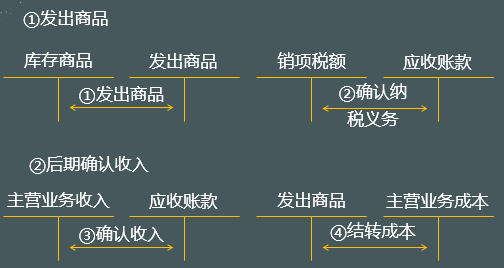 ①发出商品
库存商品 发出商品 销项税额 应收账款
①发出商品 ②确认纳
税义务
②后期确认收入
主营业务收入 应收账款 发出商品 主营业务成本
③确认收入 ④结转成本